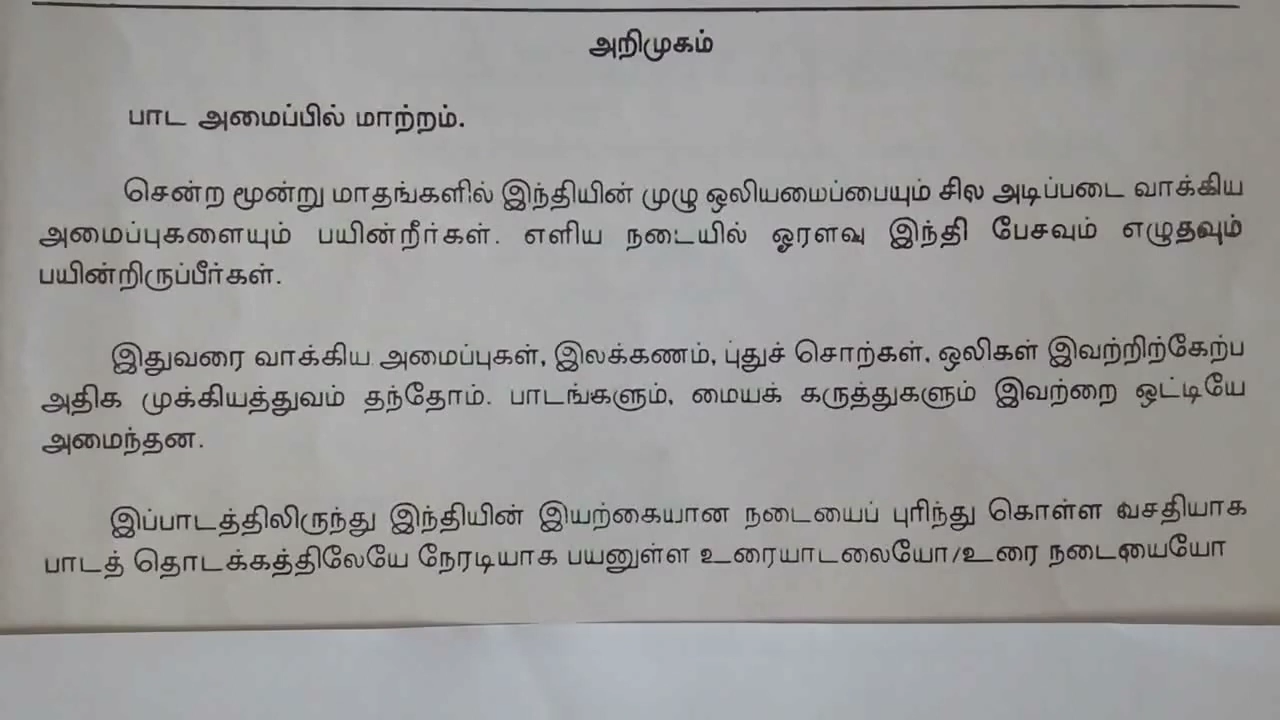 அறிமுகம்
பாட அமைப்பில் மாற்றம்.
சென்ற மூன்று மாதங்களில் இந்தியின் முழு ஒலியமைப்பையும் சில அடிப்படை வாக்கிய
அமைப்புகளையும் பயின்றீர்கள். எளிய நடையில் ஓரளவு இந்தி பேசவும் எழுதவும்
பயின்றிருப்பீர்கள்.
இதுவரை வாக்கிய அமைப்புகள், இலக்கணம், புதுச் சொற்கள், ஒலிகள் இவற்றிற்கேற்ப
அதிக முக்கியத்துவம் தந்தோம். பாடங்களும், மையக் கருத்துகளும் இவற்றை ஒட்டியே
அமைந்தன.
இப்பாடத்திலிருந்து இந்தியின் இயற்கையான நடையைப் புரிந்து கொள்ள வசதியாக
பாடத் தொடக்கத்திலேயே நேரடியாக பயனுள்ள உரையாடலையோ/உரை நடையையோ